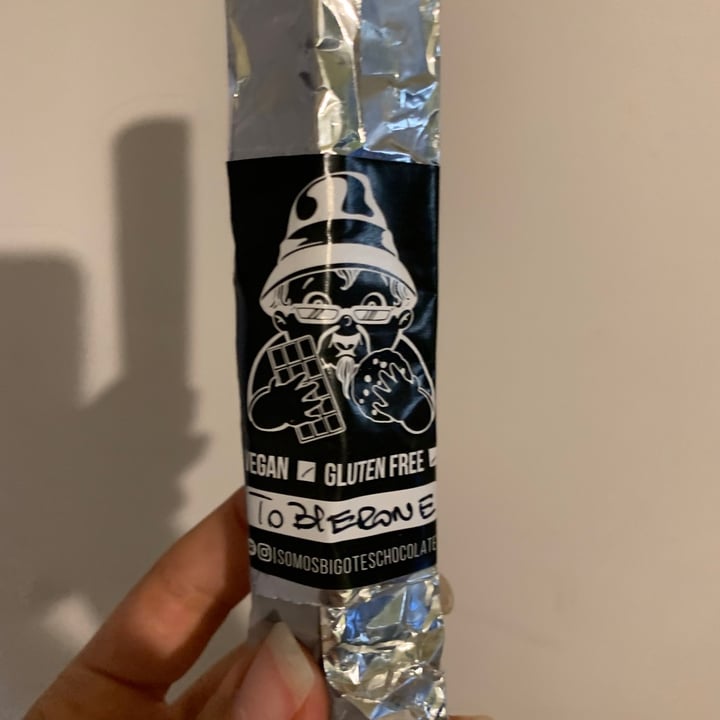 VEGAN GLUTEN FREE
TOBLERONE
|SOMOSBIGOTESCHOCOLATE